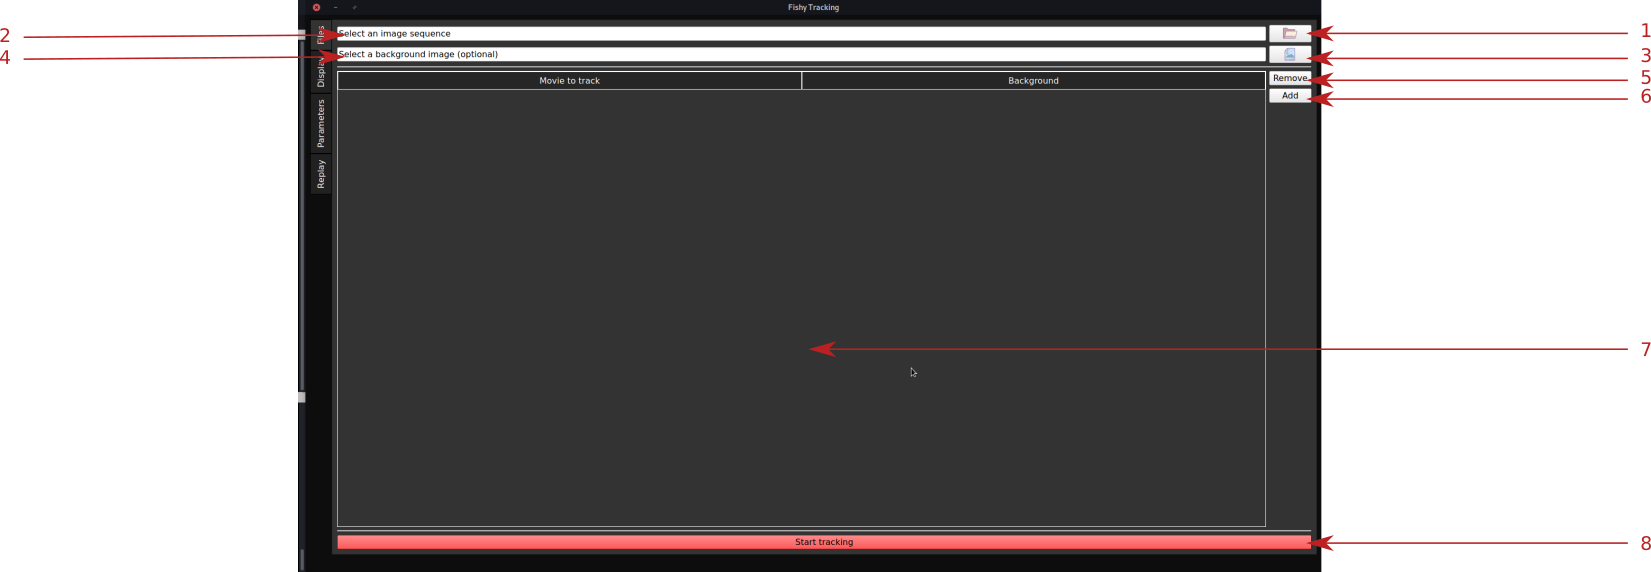 Fishy Tracking
2
Select an image sequence
1
4
Select a background image (optional)
3
Files
Display
Parameters
Replay
Movie to track
Background
Remove
5
Add
6
7
Start tracking
8